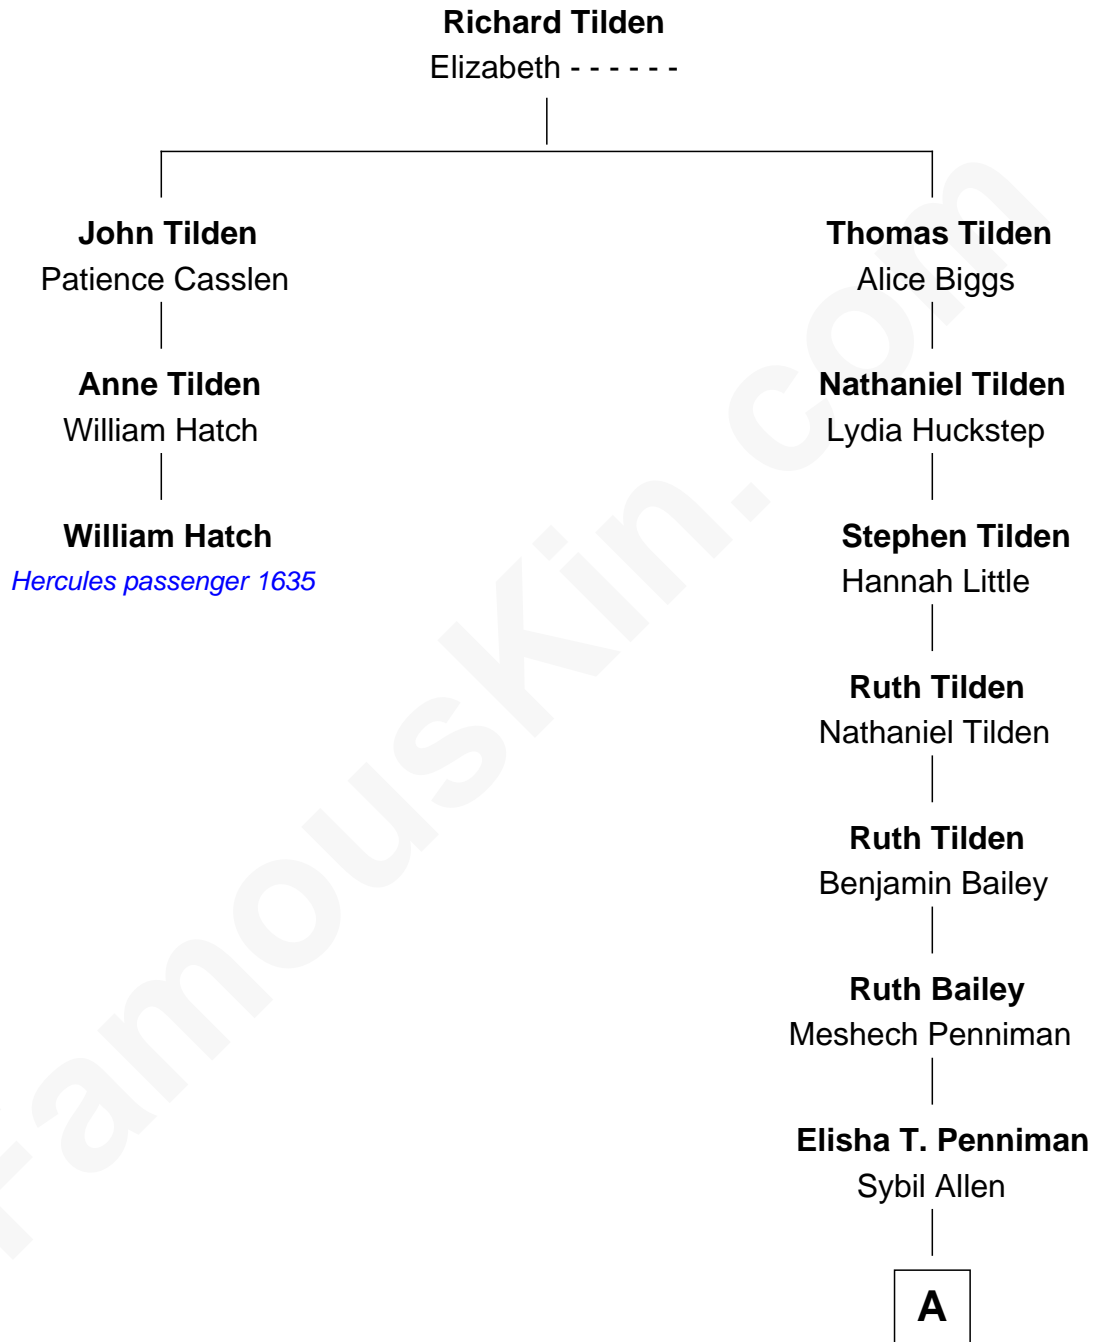 Richard Tilden
Elizabeth - - - - - -
John Tilden
Patience Casslen
Thomas Tilden
Alice Biggs
Anne Tilden
William Hatch
Nathaniel Tilden
Lydia Huckstep
William Hatch
Hercules passenger 1635
Stephen Tilden
Hannah Little
Ruth Tilden
Nathaniel Tilden
Ruth Tilden
Benjamin Bailey
Ruth Bailey
Meshech Penniman
Elisha T. Penniman
Sybil Allen
A
FamousKin.com